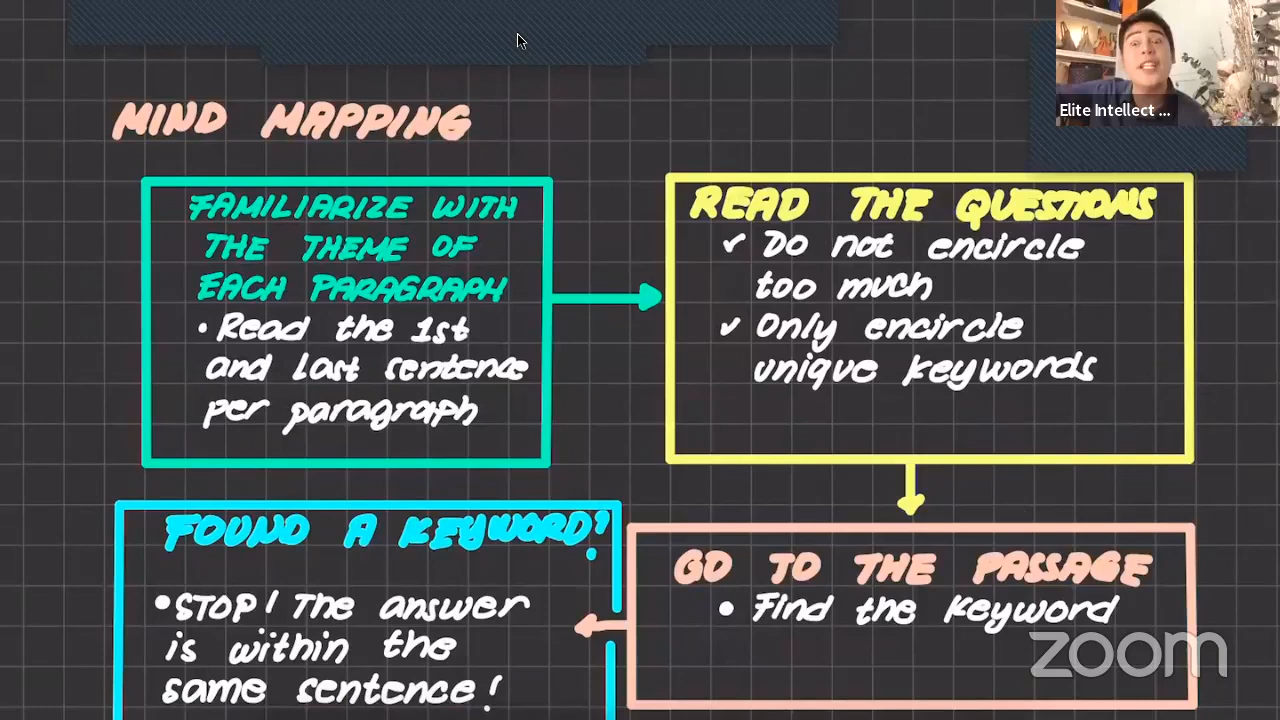 Elite Intellect ...
MIND MAPPING
FAMILIARIZE WITH
THE THEME OF
EACH PARAGRAPH
• Read the 1st
and last sentence
per paragraph
READ THE QUESTIONS
✓ Do not encircle
too much
✓ Only encircle
unique keywords
GO TO THE PASSAGE
• Find the keyword
FOUND A KEYWORD?
• STOP! The answer
is within the
same sentence!
zoom